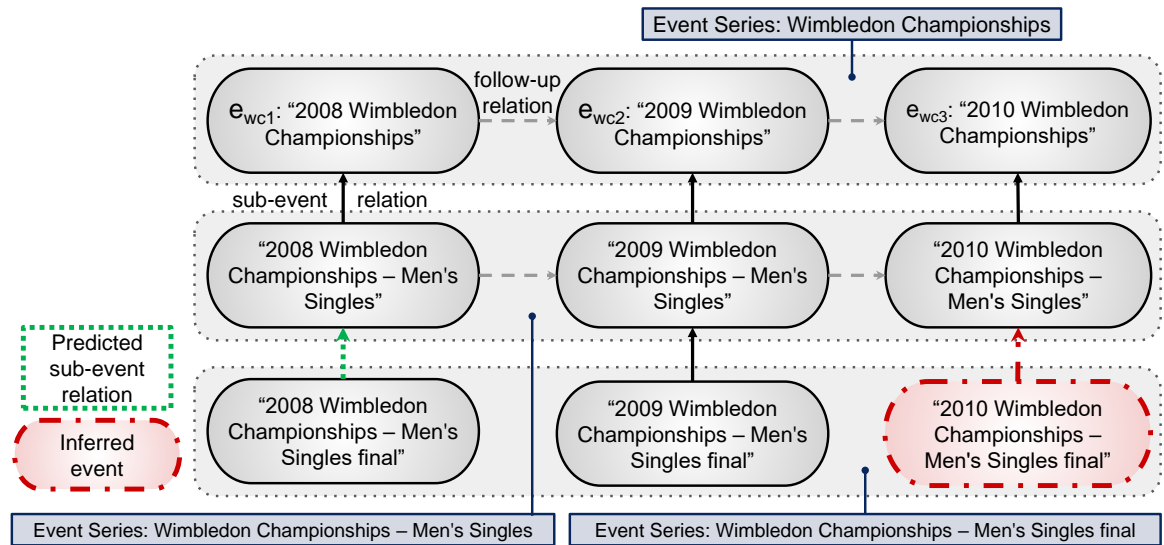 Event Series: Wimbledon Championships
e_wc1: “2008 Wimbledon
Championships”
follow-up
relation
e_wc2: “2009 Wimbledon
Championships”
e_wc3: “2010 Wimbledon
Championships”
sub-event relation
“2008 Wimbledon
Championships – Men's
Singles”
“2009 Wimbledon
Championships – Men's
Singles”
“2010 Wimbledon
Championships –
Men's Singles”
Predicted
sub-event
relation
Inferred
event
“2008 Wimbledon
Championships – Men's
Singles final”
“2009 Wimbledon
Championships – Men's
Singles final”
“2010 Wimbledon
Championships –
Men's Singles final”
Event Series: Wimbledon Championships – Men's Singles
Event Series: Wimbledon Championships – Men's Singles final